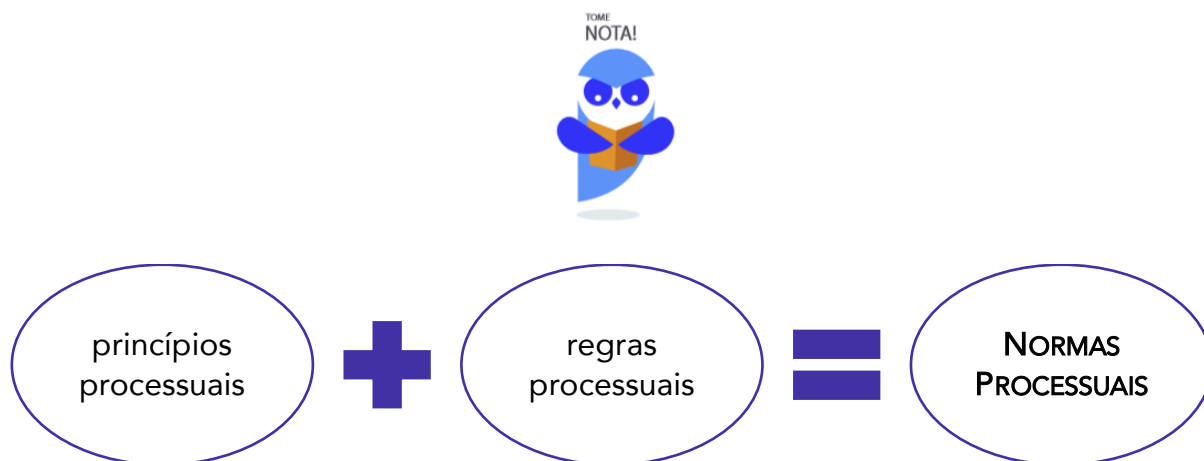 TOME
NOTA!
princípios
processuais
regras
processuais
NORMAS
PROCESSUAIS